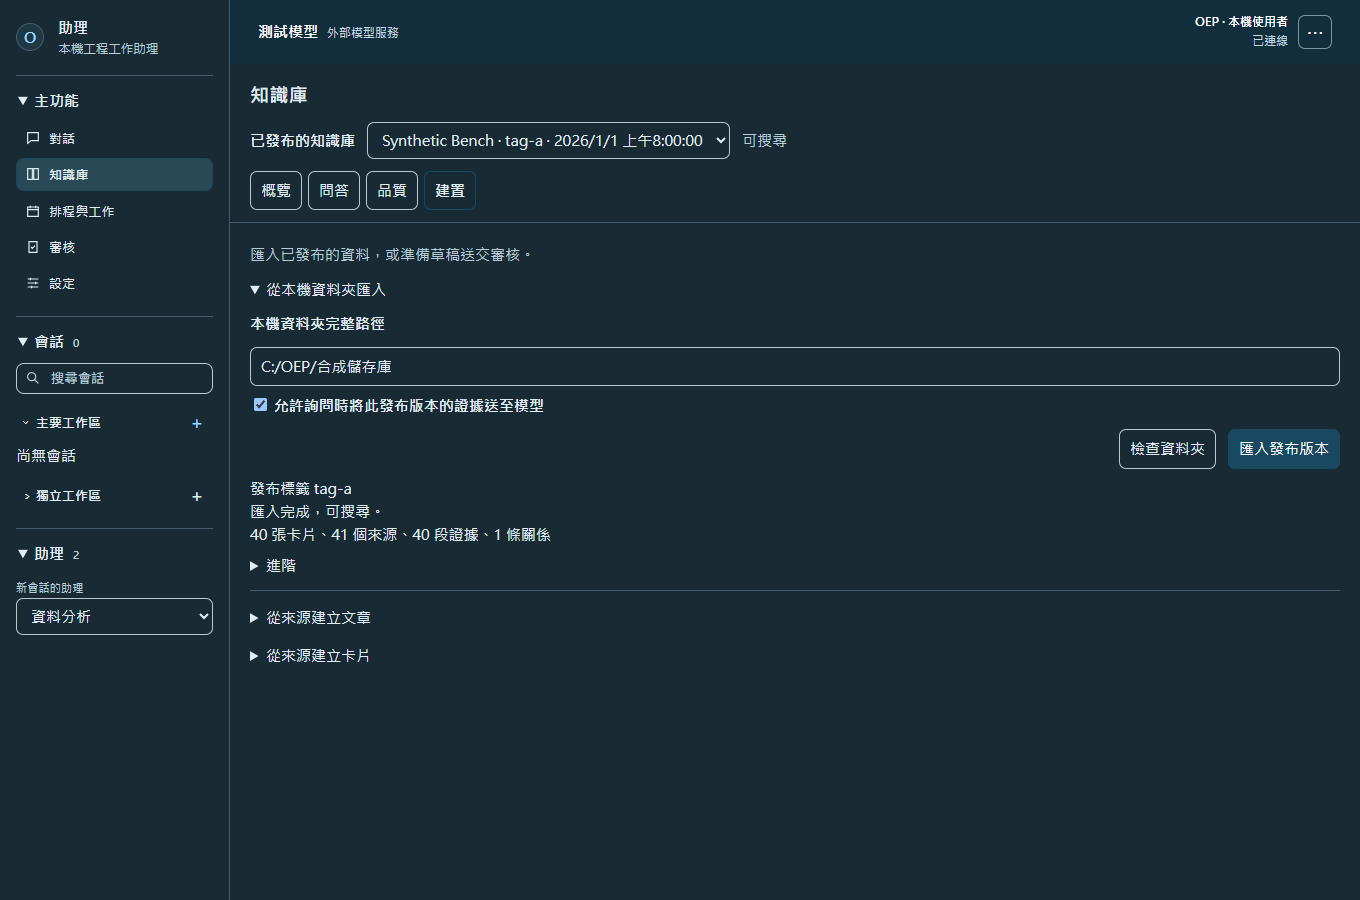 O
助理
本機工程工作助理
主功能
對話
知識庫
排程與工作
審核
設定
會話 0
搜尋會話
主要工作區 +
尚無會話
獨立工作區 +
助理 2
新會話的助理
資料分析
測試模型 外部模型服務
OEP · 本機使用者
已連線
知識庫
已發布的知識庫 Synthetic Bench · tag-a · 2026/1/1 上午8:00:00 可搜尋
概覽 問答 品質 建置
匯入已發布的資料，或準備草稿送交審核。
從本機資料夾匯入
本機資料夾完整路徑
C:/OEP/合成儲存庫
允許詢問時將此發布版本的證據送至模型
檢查資料夾 匯入發布版本
發布標籤 tag-a
匯入完成，可搜尋。
40 張卡片、41 個來源、40 段證據、1 條關係
進階
從來源建立文章
從來源建立卡片